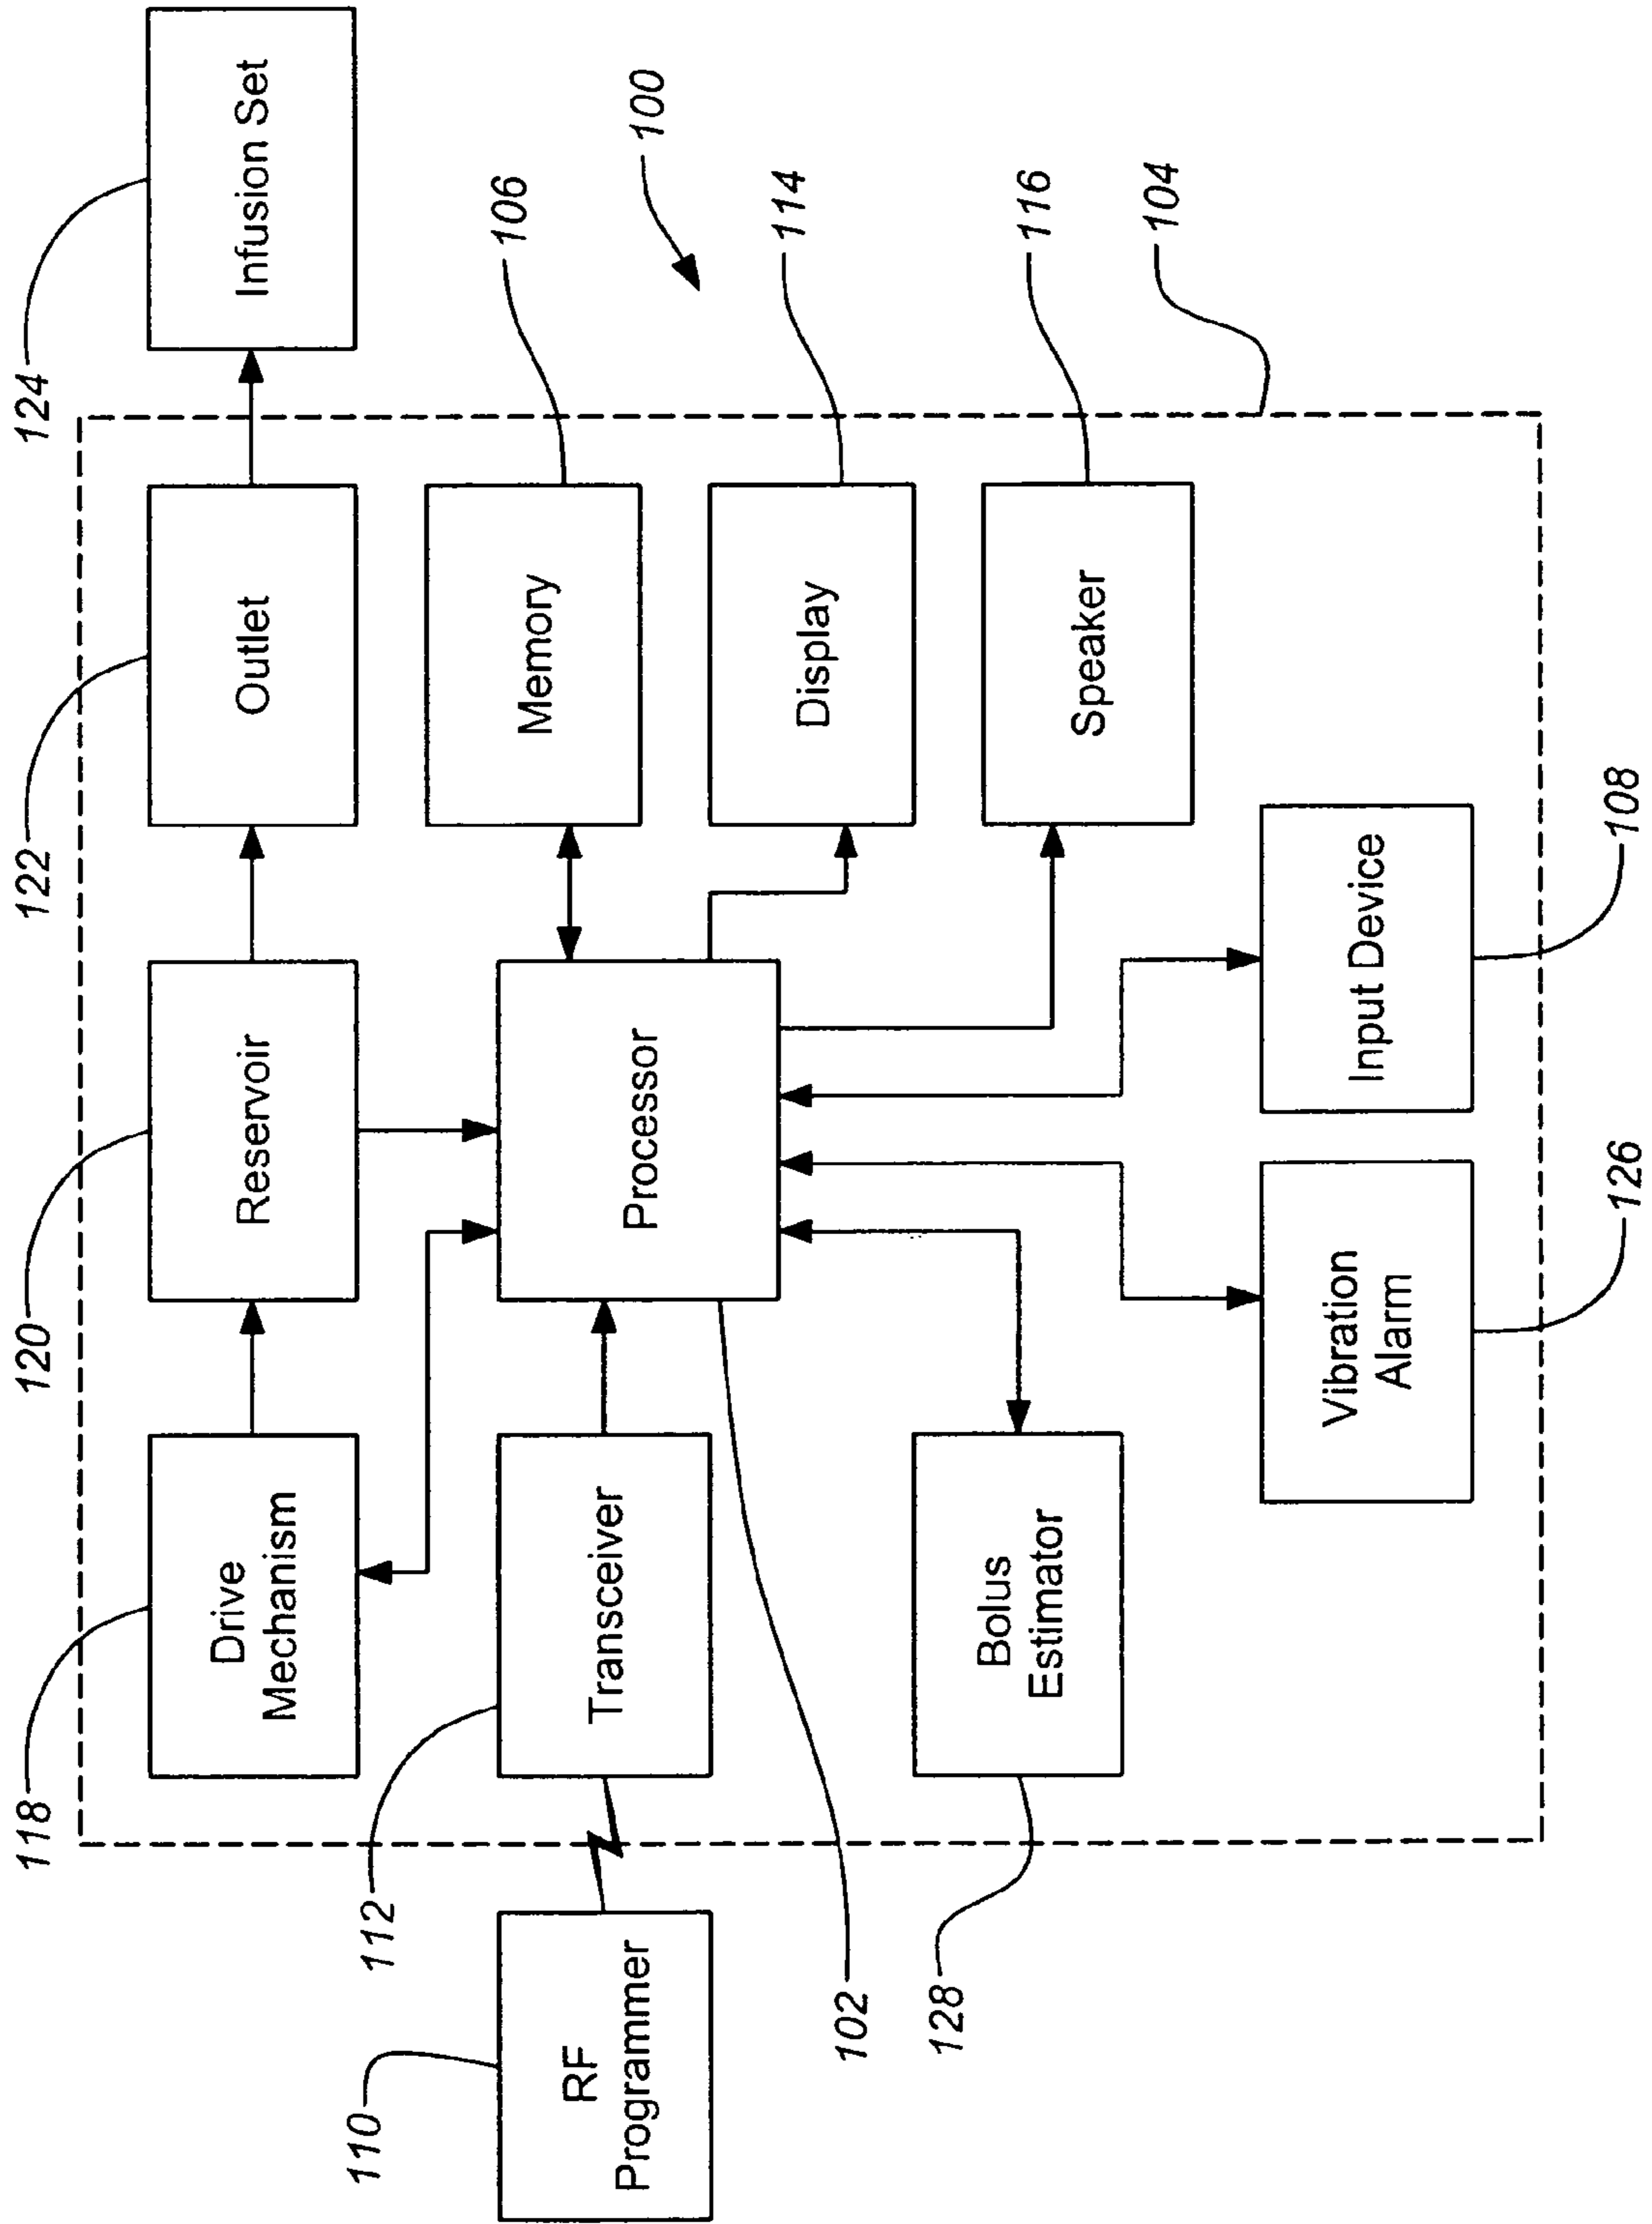 124
Infusion Set
122
Outlet
120
Reservoir
118
Drive
Mechanism
106
Memory
100
114
Display
116
Speaker
104
102
Processor
112
Transceiver
110
RF
Programmer
128
Bolus
Estimator
126
Vibration
Alarm
108
Input Device